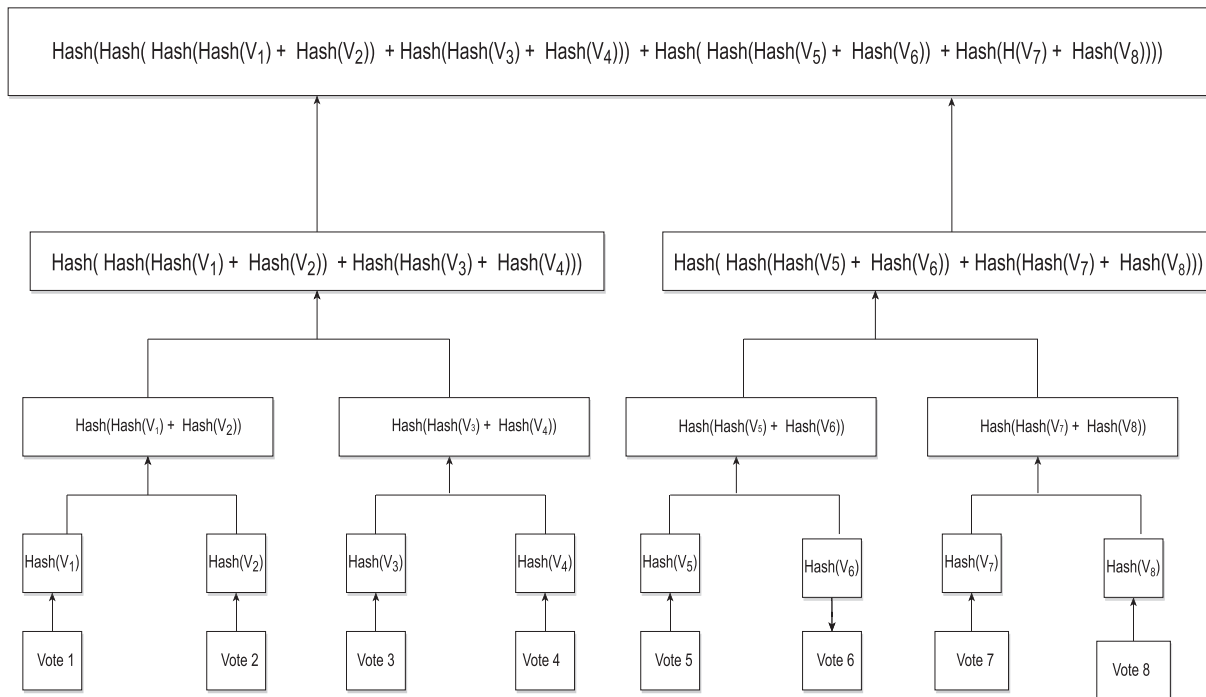 Hash(Hash( Hash(Hash(V₁) + Hash(V₂)) + Hash(Hash(V₃) + Hash(V₄))) + Hash( Hash(Hash(V₅) + Hash(V₆)) + Hash(H(V₇) + Hash(V₈))))
Hash( Hash(Hash(V₁) + Hash(V₂)) + Hash(Hash(V₃) + Hash(V₄)))
Hash( Hash(Hash(V5) + Hash(V₆)) + Hash(Hash(V₇) + Hash(V₈)))
Hash(Hash(V₁) + Hash(V₂))
Hash(Hash(V₃) + Hash(V₄))
Hash(Hash(V₅) + Hash(V6))
Hash(Hash(V₇) + Hash(V8))
Hash(V₁)
Hash(V₂)
Hash(V₃)
Hash(V₄)
Hash(V₅)
Hash(V₆)
Hash(V₇)
Hash(V₈)
Vote 1
Vote 2
Vote 3
Vote 4
Vote 5
Vote 6
Vote 7
Vote 8